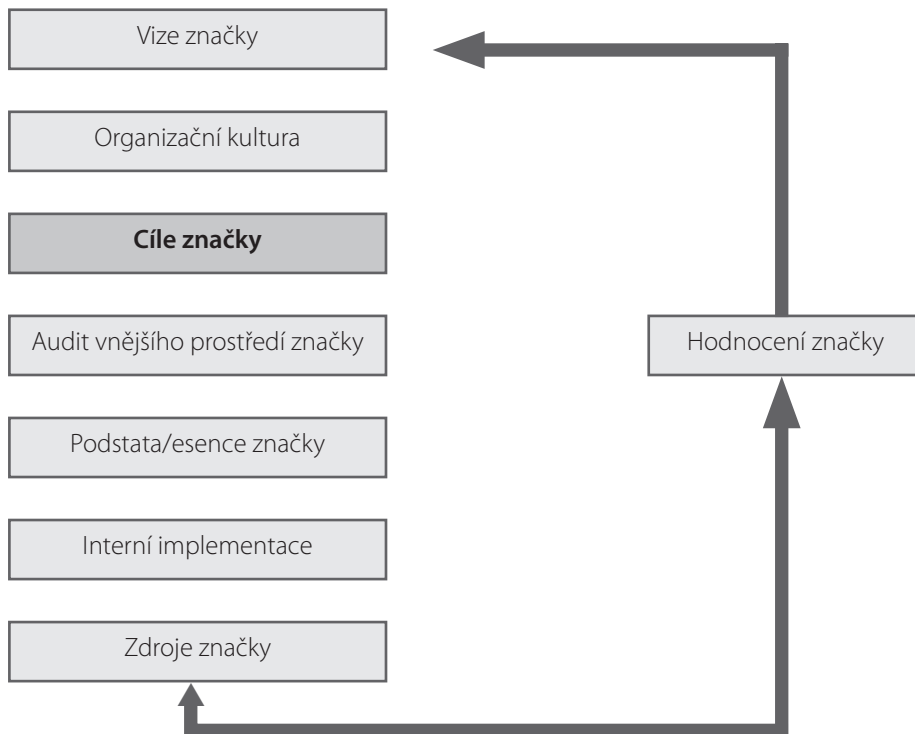 Vize značky
Organizační kultura
Cíle značky
Audit vnějšího prostředí značky
Hodnocení značky
Podstata/esence značky
Interní implementace
Zdroje značky